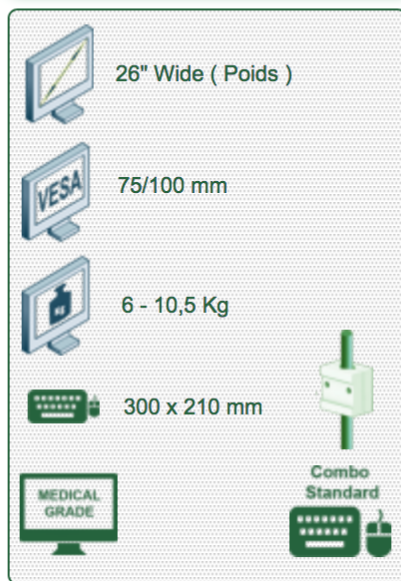 26" Wide ( Poids )
VESA
75/100 mm
KG
6 - 10,5 Kg
300 x 210 mm
MEDICAL
GRADE
Combo
Standard